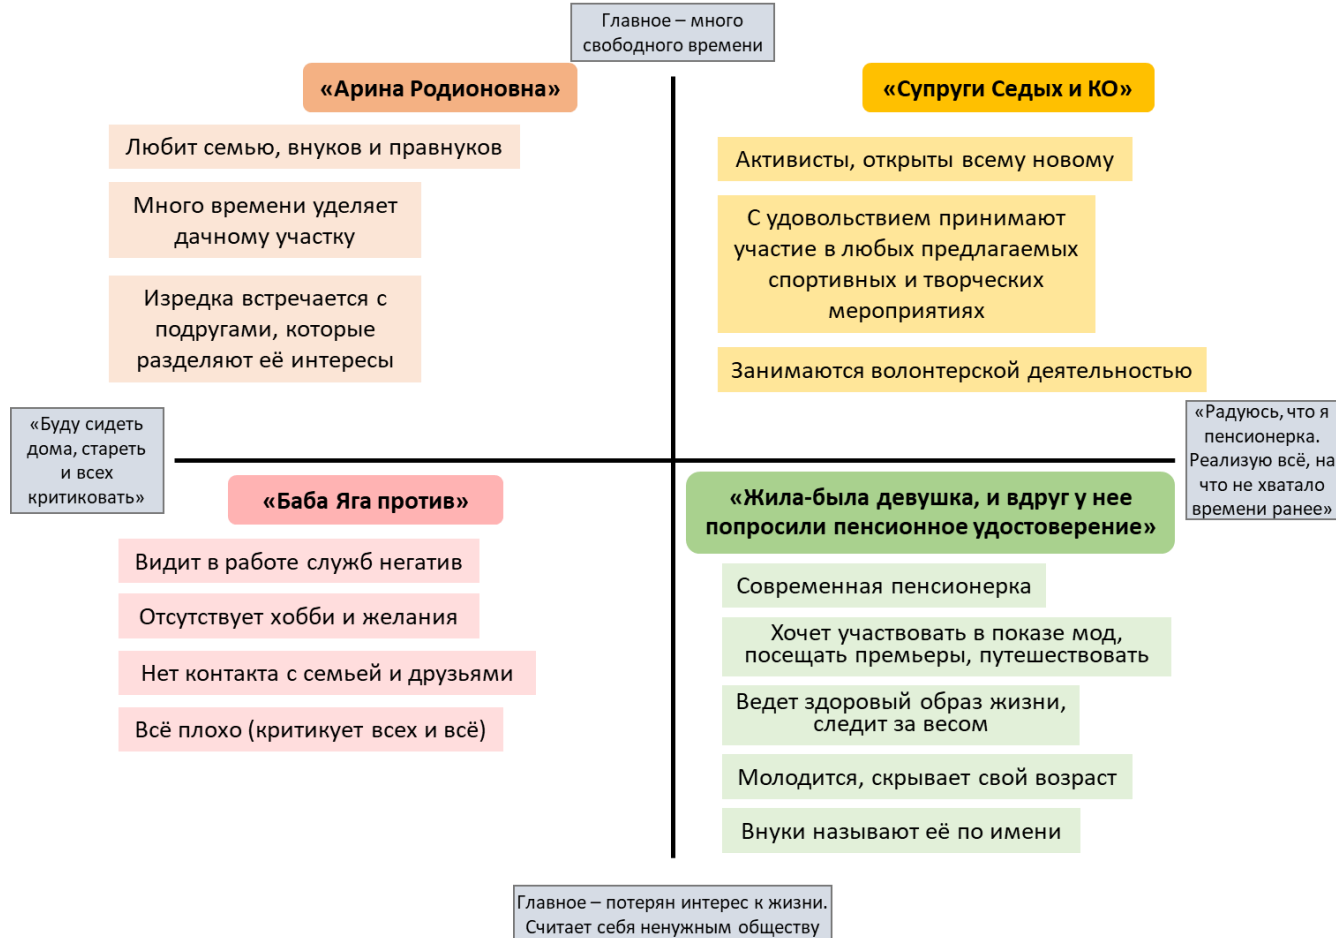 Главное – много
свободного времени
«Арина Родионовна»
Любит семью, внуков и правнуков
Много времени уделяет
дачному участку
Изредка встречается с
подругами, которые
разделяют её интересы
«Супруги Седых и КО»
Активисты, открыты всему новому
С удовольствием принимают
участие в любых предлагаемых
спортивных и творческих
мероприятиях
Занимаются волонтерской деятельностью
«Буду сидеть
дома, стареть
и всех
критиковать»
«Радуюсь, что я
пенсионерка.
Реализую всё, на
что не хватало
времени ранее»
«Баба Яга против»
Видит в работе служб негатив
Отсутствует хобби и желания
Нет контакта с семьей и друзьями
Всё плохо (критикует всех и всё)
«Жила-была девушка, и вдруг у нее
попросили пенсионное удостоверение»
Современная пенсионерка
Хочет участвовать в показе мод,
посещать премьеры, путешествовать
Ведет здоровый образ жизни,
следит за весом
Молодится, скрывает свой возраст
Внуки называют её по имени
Главное – потерян интерес к жизни.
Считает себя ненужным обществу